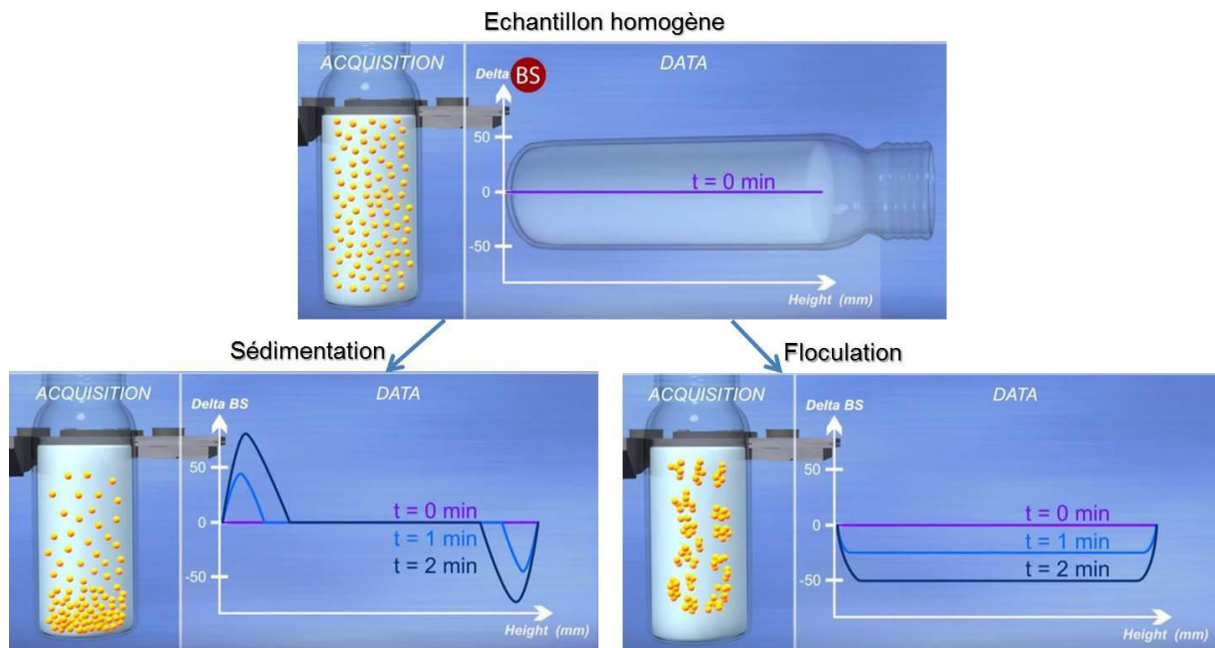 Echantillon homogène
ACQUISITION
DATA
Delta BS
50
0
-50
t = 0 min
Height (mm)
Sédimentation
ACQUISITION
DATA
Delta BS
50
0
-50
t = 0 min
t = 1 min
t = 2 min
Height (mm)
Floculation
ACQUISITION
DATA
Delta BS
50
0
-50
t = 0 min
t = 1 min
t = 2 min
Height (mm)